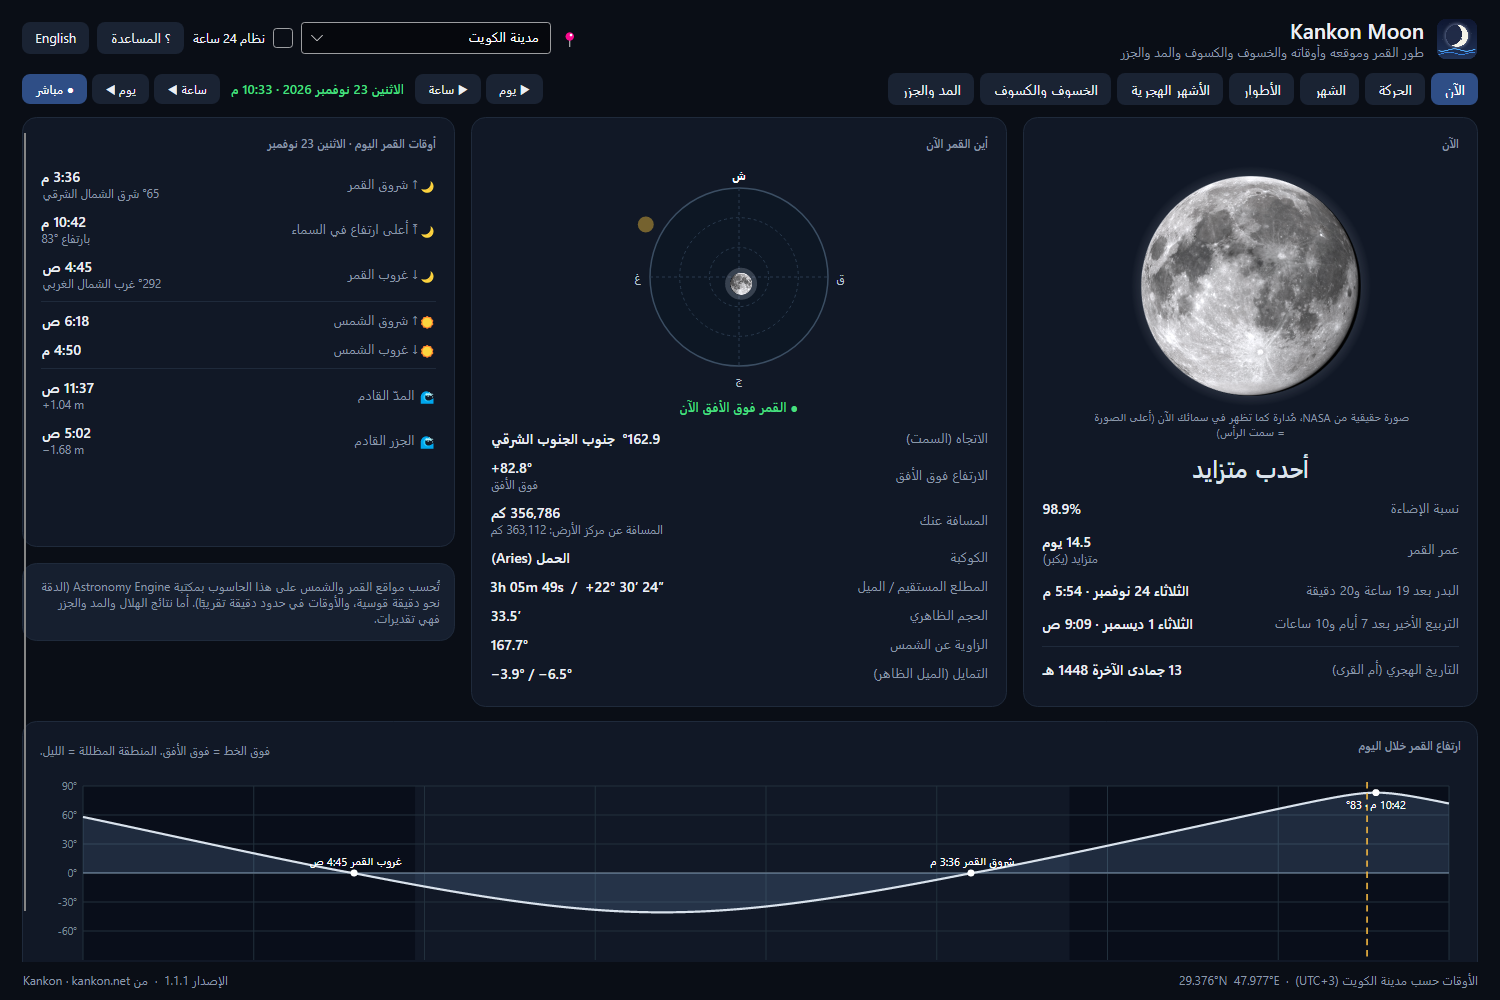 Kankon Moon
طور القمر وموقعه وأوقاته والخسوف والكسوف والمد والجزر
مدينة الكويت
نظام 24 ساعة
؟ المساعدة
English
الآن
الحركة
الشهر
الأطوار
الأشهر الهجرية
الخسوف والكسوف
المد والجزر
▶ يوم
▶ ساعة
الاثنين 23 نوفمبر 2026 · 10:33 م
ساعة ◀
يوم ◀
● مباشر
الآن
صورة حقيقية من NASA، مُدارة كما تظهر في سمائك الآن (أعلى الصورة
= سمت الرأس)
أحدب متزايد
نسبة الإضاءة 98.9%
عمر القمر 14.5 يوم
متزايد (يكبر)
البدر بعد 19 ساعة و20 دقيقة الثلاثاء 24 نوفمبر · 5:54 م
التربيع الأخير بعد 7 أيام و10 ساعات الثلاثاء 1 ديسمبر · 9:09 ص
التاريخ الهجري (أم القرى) 13 جمادى الآخرة 1448 هـ
أين القمر الآن
ش
ق
غ
ج
● القمر فوق الأفق الآن
الاتجاه (السمت) 162.9° جنوب الجنوب الشرقي
الارتفاع فوق الأفق +82.8°
فوق الأفق
المسافة عنك 356,786 كم
المسافة عن مركز الأرض: 363,112 كم
الكوكبة الحمل (Aries)
المطلع المستقيم / الميل 3h 05m 49s / +22° 30′ 24″
الحجم الظاهري 33.5′
الزاوية عن الشمس 167.7°
التمايل (الميل الظاهر) −3.9° / −6.5°
أوقات القمر اليوم · الاثنين 23 نوفمبر
↑ شروق القمر 3:36 م
65° شرق الشمال الشرقي
أعلى ارتفاع في السماء 10:42 م
بارتفاع 83°
↓ غروب القمر 4:45 ص
292° غرب الشمال الغربي
↑ شروق الشمس 6:18 ص
↓ غروب الشمس 4:50 م
المدّ القادم 11:37 ص
+1.04 m
الجزر القادم 5:02 ص
−1.68 m
تُحسب مواقع القمر والشمس على هذا الحاسوب بمكتبة Astronomy Engine (الدقة
نحو دقيقة قوسية، والأوقات في حدود دقيقة تقريبًا). أما نتائج الهلال والمد والجزر
فهي تقديرات.
ارتفاع القمر خلال اليوم
فوق الخط = فوق الأفق. المنطقة المظللة = الليل.
90°
60°
30°
0°
-30°
-60°
غروب القمر 4:45 ص
شروق القمر 3:36 م
10:42 م · 83°
الأوقات حسب مدينة الكويت (UTC+3) · 29.376°N 47.977°E
الإصدار 1.1.1 · من Kankon · kankon.net